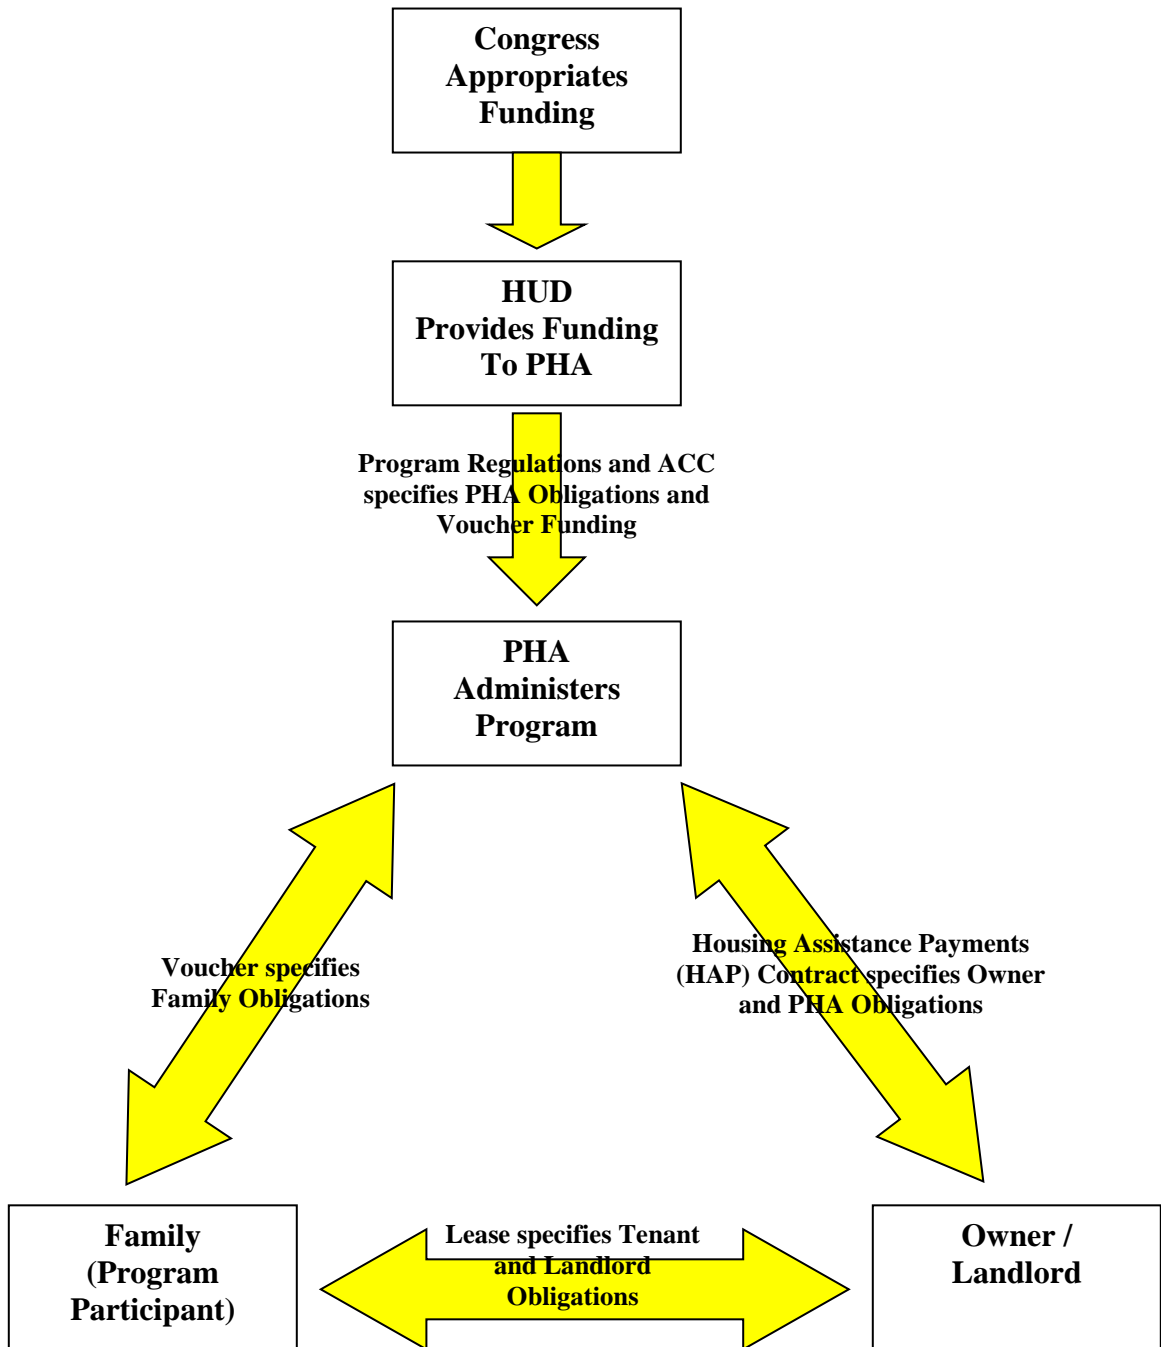 Congress
Appropriates
Funding
HUD
Provides Funding
To PHA
Program Regulations and ACC
specifies PHA Obligations and
Voucher Funding
PHA
Administers
Program
Voucher specifies
Family Obligations
Housing Assistance Payments
(HAP) Contract specifies Owner
and PHA Obligations
Family
(Program
Participant)
Lease specifies Tenant
and Landlord
Obligations
Owner /
Landlord